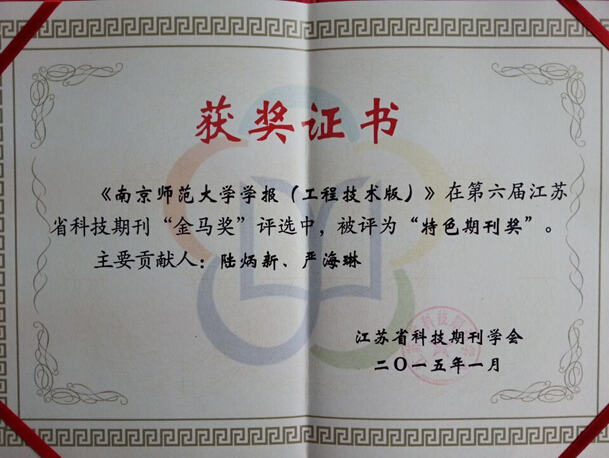 获奖证书
《南京师范大学学报（工程技术版）》在第六届江苏
省科技期刊“金马奖”评选中，被评为“特色期刊奖”。
主要贡献人：陆炳新、严海琳
江苏省科技期刊学会
二〇一五年一月